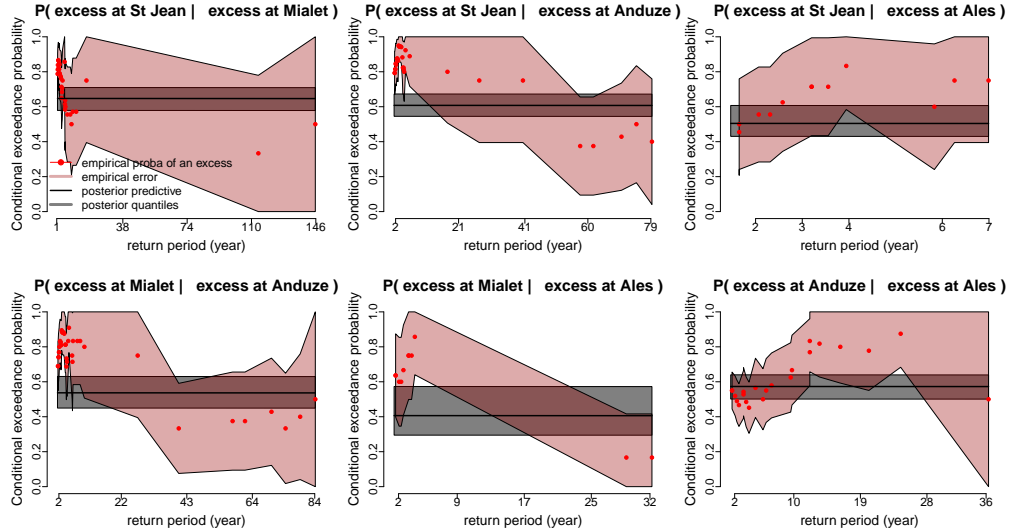 P( excess at St Jean | excess at Mialet )
Conditional exceedance probability
0.0 0.2 0.4 0.6 0.8 1.0
empirical proba of an excess
empirical error
posterior predictive
posterior quantiles
1 38 74 110 146
return period (year)
P( excess at St Jean | excess at Anduze )
Conditional exceedance probability
0.0 0.2 0.4 0.6 0.8 1.0
2 21 41 60 79
return period (year)
P( excess at St Jean | excess at Ales )
Conditional exceedance probability
0.0 0.2 0.4 0.6 0.8 1.0
2 3 4 6 7
return period (year)
P( excess at Mialet | excess at Anduze )
Conditional exceedance probability
0.0 0.2 0.4 0.6 0.8 1.0
2 22 43 64 84
return period (year)
P( excess at Mialet | excess at Ales )
Conditional exceedance probability
0.0 0.2 0.4 0.6 0.8 1.0
2 9 17 25 32
return period (year)
P( excess at Anduze | excess at Ales )
Conditional exceedance probability
0.0 0.2 0.4 0.6 0.8 1.0
2 10 19 28 36
return period (year)